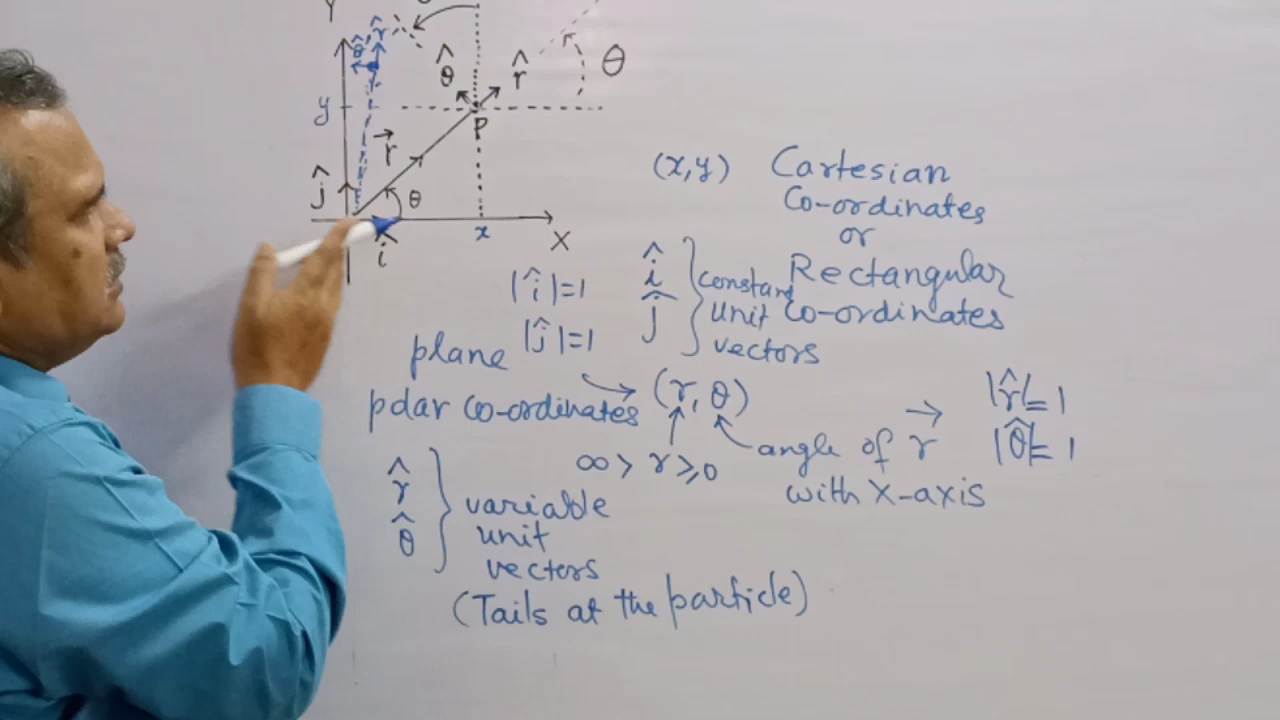 Y
θ̂ r̂
θ̂
r̂
θ
y
P
r⃗
ĵ
θ
x
X
î
(x,y) Cartesian
Co-ordinates
or
Rectangular
Co-ordinates
î
ĵ
constant
unit
vectors
|î|=1
|ĵ|=1
plane
polar co-ordinates (r, θ)
∞ > r ≥ 0
angle of r⃗
with X-axis
|r̂|=1
|θ̂|=1
r̂
θ̂
variable
unit
vectors
(Tails at the particle)